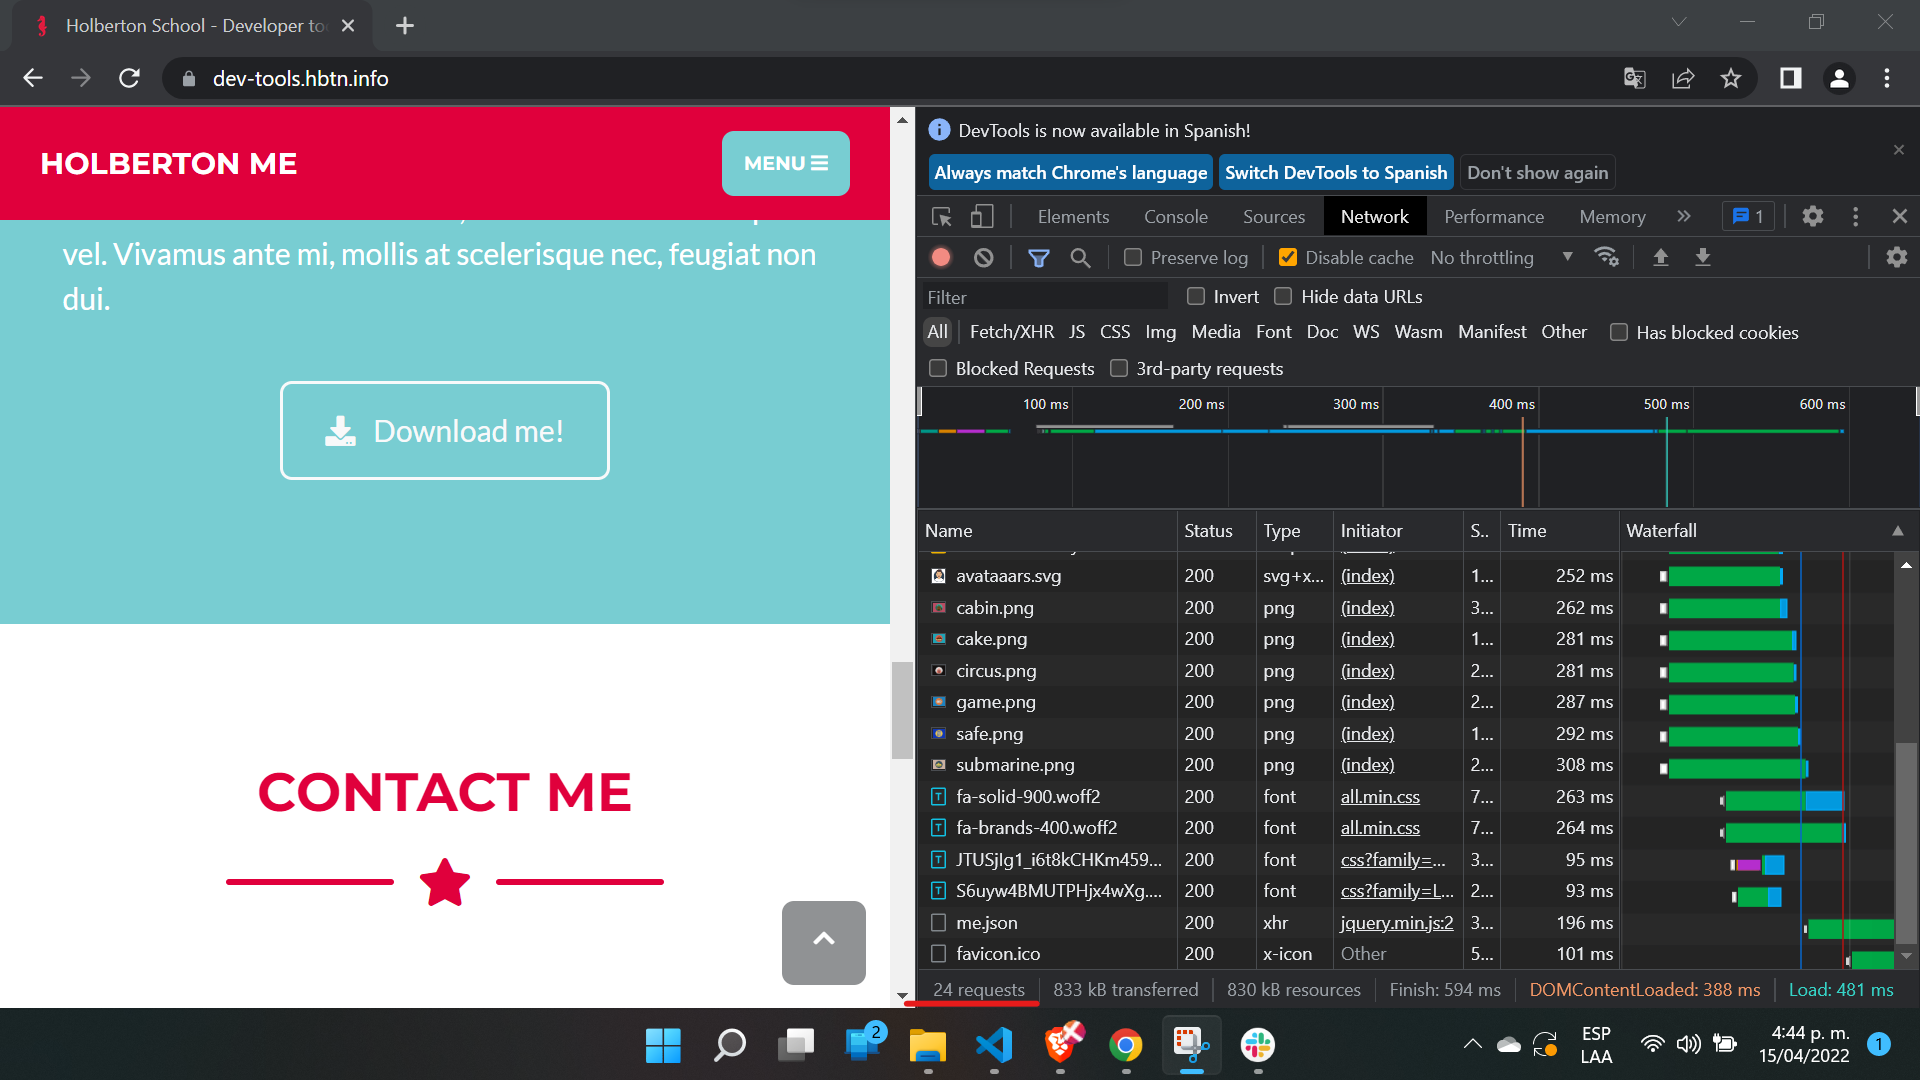 Holberton School - Developer to
dev-tools.hbtn.info
HOLBERTON ME
MENU
vel. Vivamus ante mi, mollis at scelerisque nec, feugiat non
dui.
Download me!
CONTACT ME
DevTools is now available in Spanish!
Always match Chrome's language
Switch DevTools to Spanish
Don't show again
Elements Console Sources Network Performance Memory 1
Preserve log Disable cache No throttling
Filter Invert Hide data URLs
All Fetch/XHR JS CSS Img Media Font Doc WS Wasm Manifest Other Has blocked cookies
Blocked Requests 3rd-party requests
100 ms 200 ms 300 ms 400 ms 500 ms 600 ms
Name Status Type Initiator S.. Time Waterfall
avataaars.svg 200 svg+x... (index) 1... 252 ms
cabin.png 200 png (index) 3... 262 ms
cake.png 200 png (index) 1... 281 ms
circus.png 200 png (index) 2... 281 ms
game.png 200 png (index) 2... 287 ms
safe.png 200 png (index) 1... 292 ms
submarine.png 200 png (index) 2... 308 ms
fa-solid-900.woff2 200 font all.min.css 7... 263 ms
fa-brands-400.woff2 200 font all.min.css 7... 264 ms
JTUSjIg1_i6t8kCHKm459... 200 font css?family=... 3... 95 ms
S6uyw4BMUTPHjx4wXg.... 200 font css?family=L... 2... 93 ms
me.json 200 xhr jquery.min.js:2 3... 196 ms
favicon.ico 200 x-icon Other 5... 101 ms
24 requests 833 kB transferred 830 kB resources Finish: 594 ms DOMContentLoaded: 388 ms Load: 481 ms
2
ESP
LAA
4:44 p. m.
15/04/2022
1